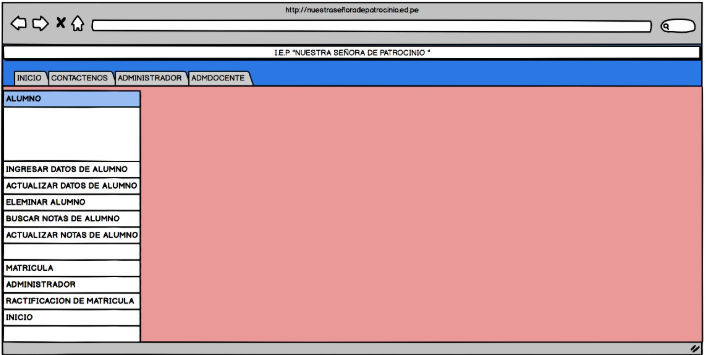 http://nuestraseñoradepatrocinio.ed.pe
I.E.P "NUESTRA SEÑORA DE PATROCINIO "
INICIO CONTACTENOS ADMINISTRADOR ADMDOCENTE
ALUMNO
INGRESAR DATOS DE ALUMNO
ACTUALIZAR DATOS DE ALUMNO
ELEMINAR ALUMNO
BUSCAR NOTAS DE ALUMNO
ACTUALIZAR NOTAS DE ALUMNO
MATRICULA
ADMINISTRADOR
RACTIFICACION DE MATRICULA
INICIO